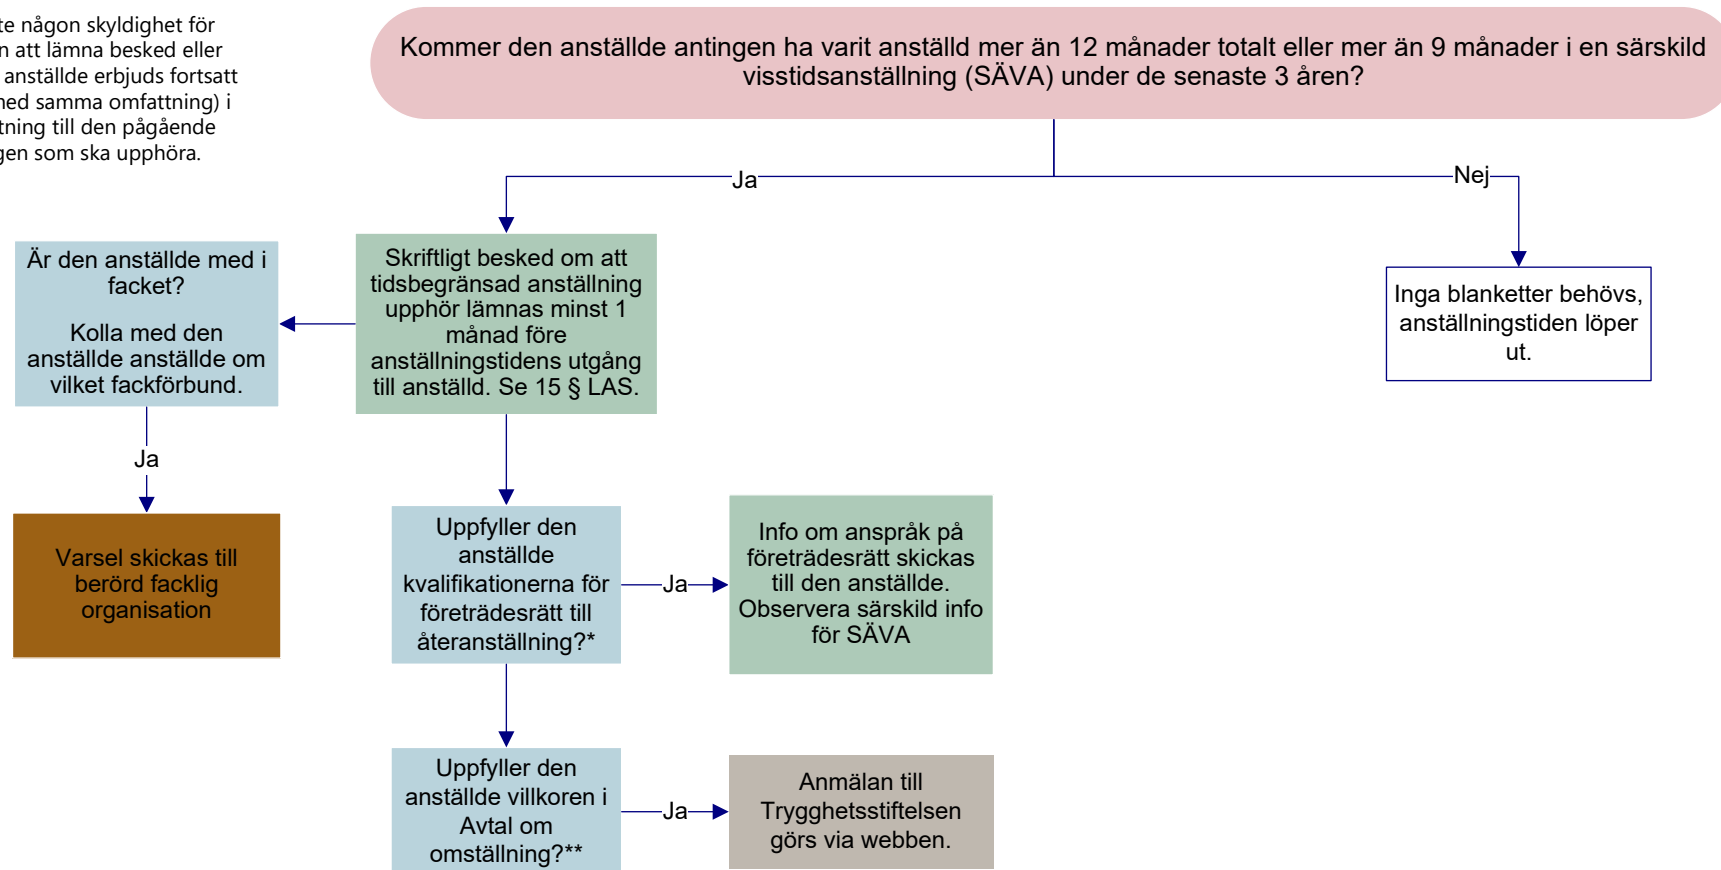 te någon skyldighet för
n att lämna besked eller
anställde erbjuds fortsatt
ned samma omfattning) i
tning till den pågående
gen som ska upphöra.
Kommer den anställde antingen ha varit anställd mer än 12 månader totalt eller mer än 9 månader i en särskild
visstidsanställning (SÄVA) under de senaste 3 åren?
Ja
Nej
Är den anställde med i
facket?
Kolla med den
anställde anställde om
vilket fackförbund.
Skriftligt besked om att
tidsbegränsad anställning
upphör lämnas minst 1
månad före
anställningstidens utgång
till anställd. Se 15 § LAS.
Inga blanketter behövs,
anställningstiden löper
ut.
Ja
Varsel skickas till
berörd facklig
organisation
Uppfyller den
anställde
kvalifikationerna för
företrädesrätt till
återanställning?*
Ja
Info om anspråk på
företrädesrätt skickas
till den anställde.
Observera särskild info
för SÄVA
Uppfyller den
anställde villkoren i
Avtal om
omställning?**
Ja
Anmälan till
Trygghetsstiftelsen
görs via webben.